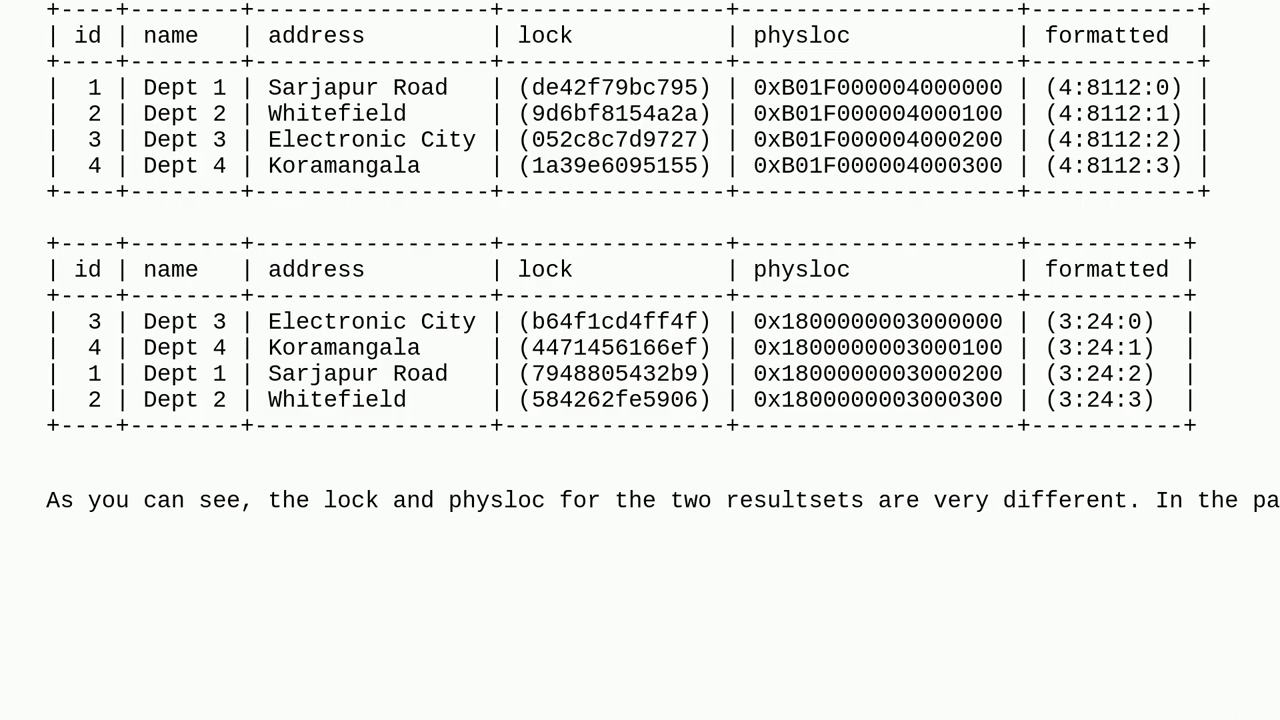 +----+--------+-----------------+----------------+--------------------+------------+
| id | name   | address         | lock           | physloc            | formatted  |
+----+--------+-----------------+----------------+--------------------+------------+
|  1 | Dept 1 | Sarjapur Road   | (de42f79bc795) | 0xB01F000004000000 | (4:8112:0) |
|  2 | Dept 2 | Whitefield      | (9d6bf8154a2a) | 0xB01F000004000100 | (4:8112:1) |
|  3 | Dept 3 | Electronic City | (052c8c7d9727) | 0xB01F000004000200 | (4:8112:2) |
|  4 | Dept 4 | Koramangala     | (1a39e6095155) | 0xB01F000004000300 | (4:8112:3) |
+----+--------+-----------------+----------------+--------------------+------------+
+----+--------+-----------------+----------------+--------------------+-----------+
| id | name   | address         | lock           | physloc            | formatted |
+----+--------+-----------------+----------------+--------------------+-----------+
|  3 | Dept 3 | Electronic City | (b64f1cd4ff4f) | 0x1800000003000000 | (3:24:0)  |
|  4 | Dept 4 | Koramangala     | (4471456166ef) | 0x1800000003000100 | (3:24:1)  |
|  1 | Dept 1 | Sarjapur Road   | (7948805432b9) | 0x1800000003000200 | (3:24:2)  |
|  2 | Dept 2 | Whitefield      | (584262fe5906) | 0x1800000003000300 | (3:24:3)  |
+----+--------+-----------------+----------------+--------------------+-----------+
As you can see, the lock and physloc for the two resultsets are very different. In the pa